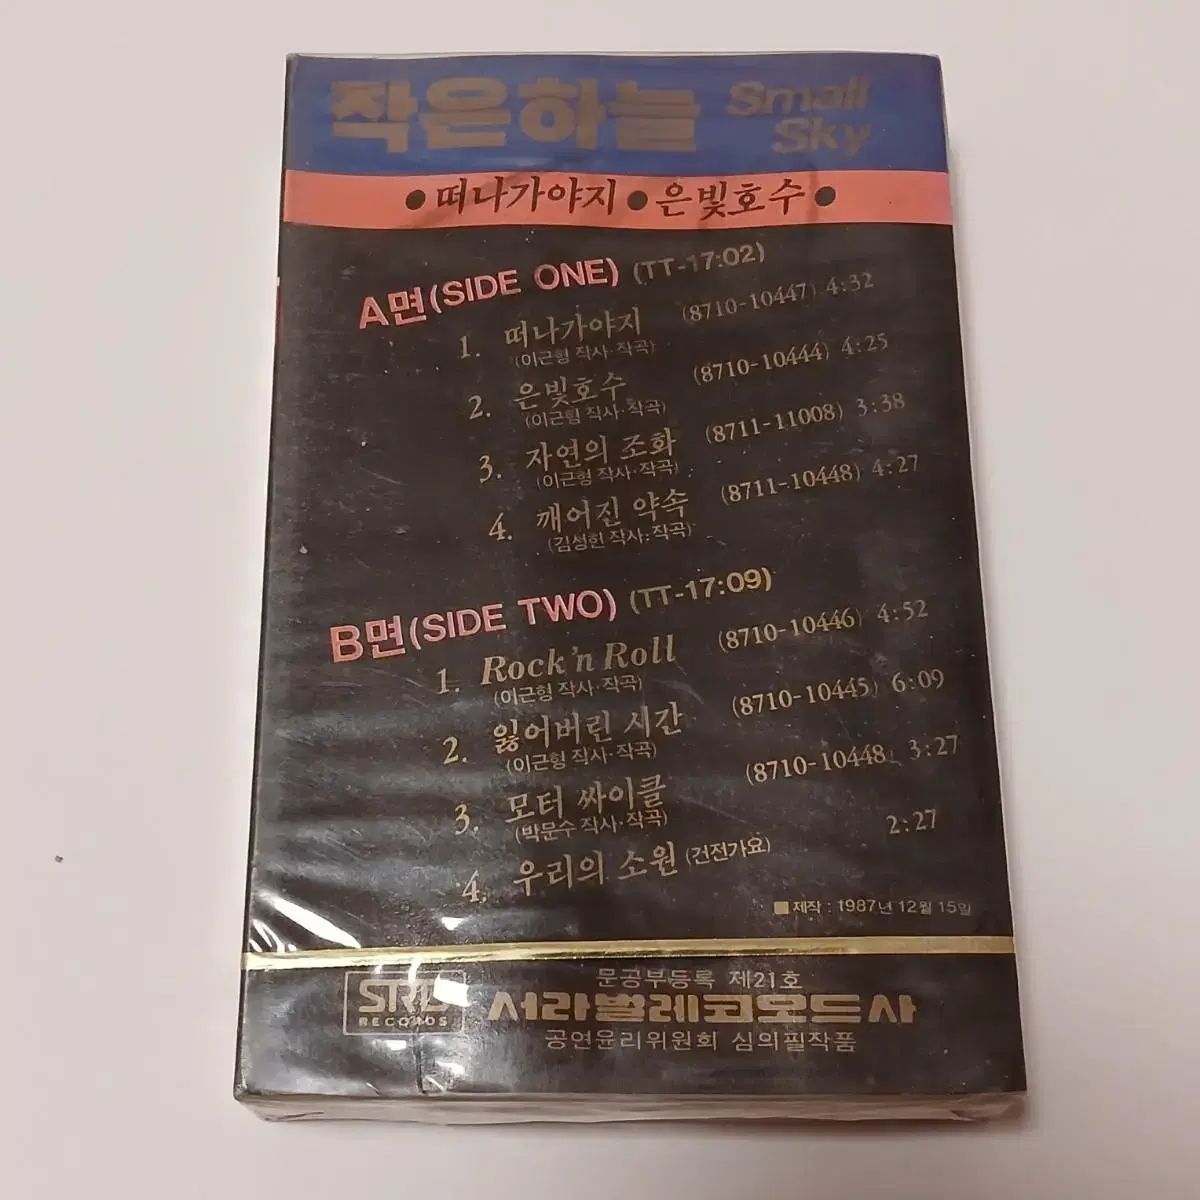 작은하늘 Small Sky
●떠나가야지●은빛호수●
A면(SIDE ONE) (TT-17:02)
1. 떠나가야지 (8710-10447) 4:32
(이근형 작사·작곡)
2. 은빛호수 (8710-10444) 4:25
(이근형 작사·작곡)
3. 자연의 조화 (8711-11008) 3:38
(이근형 작사·작곡)
4. 깨어진 약속 (8711-10448) 4:27
(김성헌 작사·작곡)
B면(SIDE TWO) (TT-17:09)
1. Rock'n Roll (8710-10446) 4:52
(이근형 작사·작곡)
2. 잃어버린 시간 (8710-10445) 6:09
(이근형 작사·작곡)
3. 모터 싸이클 (8710-10448) 3:27
(박문수 작사·작곡)
4. 우리의 소원 (건전가요) 2:27
■제작 : 1987년 12월 15일
문공부등록 제21호
SRB RECORDS 서라벌레코오드사
공연윤리위원회 심의필작품